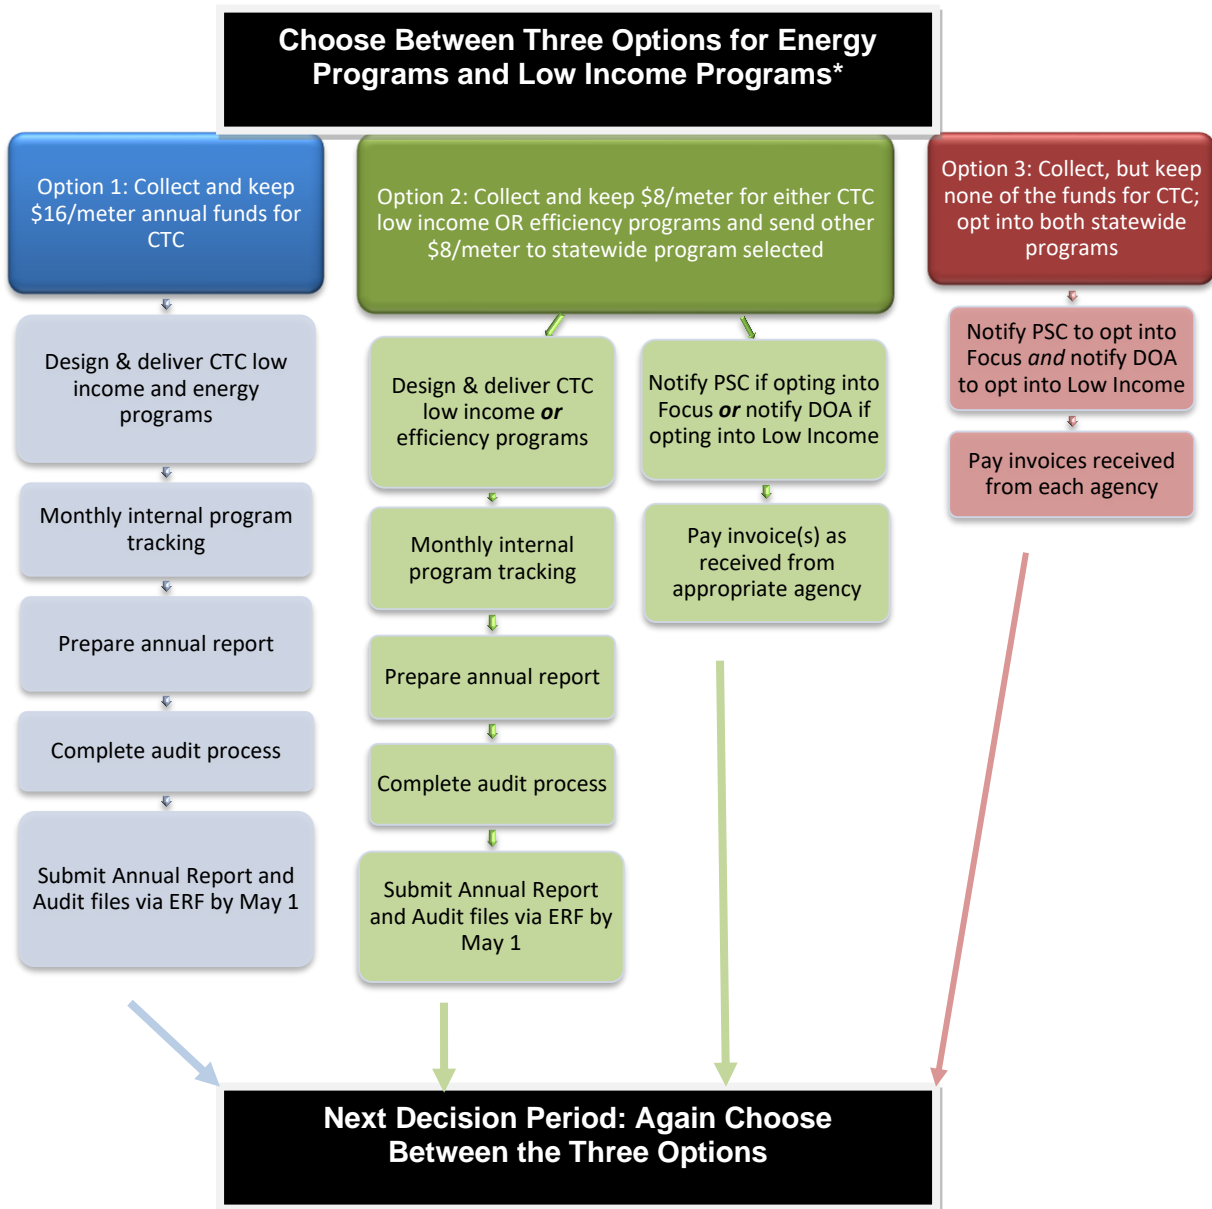 Choose Between Three Options for Energy
Programs and Low Income Programs*
Option 1: Collect and keep
$16/meter annual funds for
CTC
Design & deliver CTC low
income and energy
programs
Monthly internal program
tracking
Prepare annual report
Complete audit process
Submit Annual Report and
Audit files via ERF by May 1
Option 2: Collect and keep $8/meter for either CTC
low income OR efficiency programs and send other
$8/meter to statewide program selected
Design & deliver CTC
low income or
efficiency programs
Monthly internal
program tracking
Prepare annual report
Complete audit process
Submit Annual Report
and Audit files via ERF by
May 1
Notify PSC if opting into
Focus or notify DOA if
opting into Low Income
Pay invoice(s) as
received from
appropriate agency
Option 3: Collect, but keep
none of the funds for CTC;
opt into both statewide
programs
Notify PSC to opt into
Focus and notify DOA
to opt into Low Income
Pay invoices received
from each agency
Next Decision Period: Again Choose
Between the Three Options